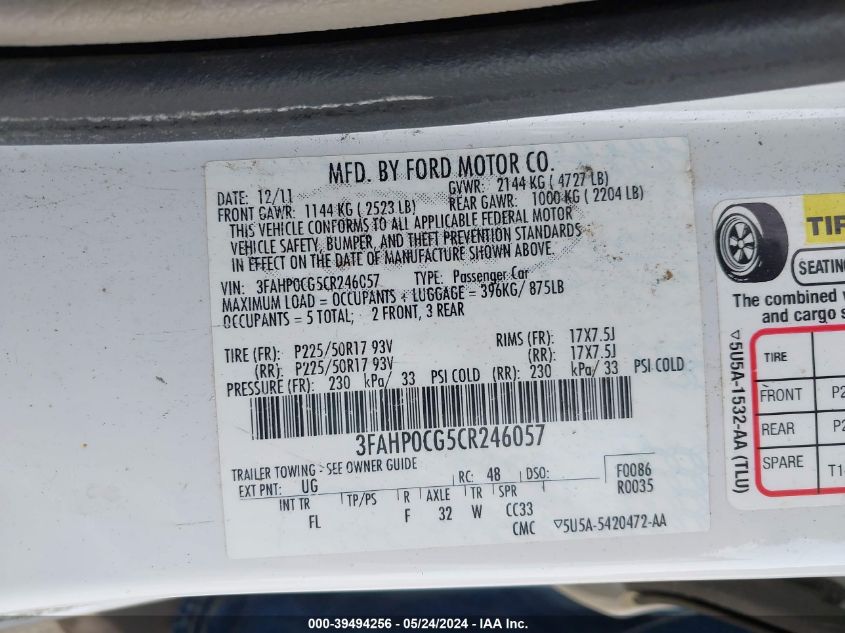 MFD. BY FORD MOTOR CO.
DATE: 12/11 GVWR: 2144 KG ( 4727 LB)
FRONT GAWR: 1144 KG ( 2523 LB) REAR GAWR: 1000 KG ( 2204 LB)
THIS VEHICLE CONFORMS TO ALL APPLICABLE FEDERAL MOTOR
VEHICLE SAFETY, BUMPER, AND THEFT PREVENTION STANDARDS
IN EFFECT ON THE DATE OF MANUFACTURE SHOWN ABOVE.
VIN: 3FAHP0CG5CR246057 TYPE: Passenger Car
MAXIMUM LOAD = OCCUPANTS + LUGGAGE = 396KG/ 875LB
OCCUPANTS = 5 TOTAL; 2 FRONT, 3 REAR
TIRE (FR): P225/50R17 93V RIMS (FR): 17X7.5J
(RR): P225/50R17 93V (RR): 17X7.5J
PRESSURE (FR): 230 kPa/ 33 PSI COLD (RR): 230 kPa/ 33 PSI COLD
3FAHP0CG5CR246057
TRAILER TOWING - SEE OWNER GUIDE
EXT PNT: UG RC: 48 DSO: F0086
R0035
INT TR TP/PS R AXLE TR SPR
FL F 32 W CC33
CMC ▽5U5A-5420472-AA
TIR
SEATING
The combined
and cargo s
▽5U5A-1532-AA (TLU)
TIRE
FRONT P2
REAR P2
SPARE T1
000-39494256 - 05/24/2024 - IAA Inc.